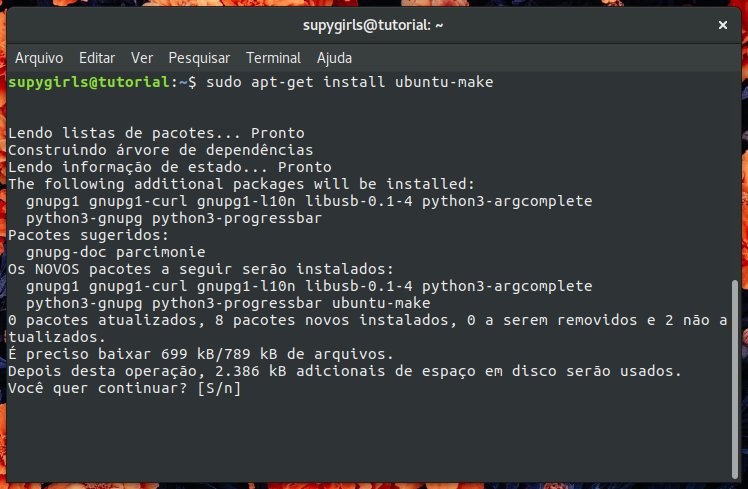 supygirls@tutorial: ~
Arquivo Editar Ver Pesquisar Terminal Ajuda
supygirls@tutorial:~$ sudo apt-get install ubuntu-make
Lendo listas de pacotes... Pronto
Construindo árvore de dependências
Lendo informação de estado... Pronto
The following additional packages will be installed:
gnupg1 gnupg1-curl gnupg1-l10n libusb-0.1-4 python3-argcomplete
python3-gnupg python3-progressbar
Pacotes sugeridos:
gnupg-doc parcimonie
Os NOVOS pacotes a seguir serão instalados:
gnupg1 gnupg1-curl gnupg1-l10n libusb-0.1-4 python3-argcomplete
python3-gnupg python3-progressbar ubuntu-make
0 pacotes atualizados, 8 pacotes novos instalados, 0 a serem removidos e 2 não a
tualizados.
É preciso baixar 699 kB/789 kB de arquivos.
Depois desta operação, 2.386 kB adicionais de espaço em disco serão usados.
Você quer continuar? [S/n]